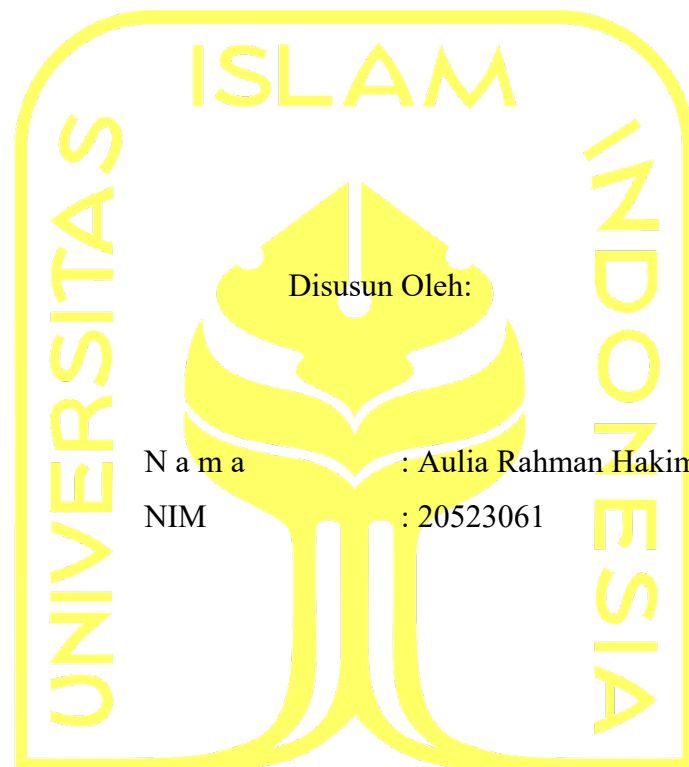 ISLAM
UNIVERSITAS
INDONESIA
Disusun Oleh:
N a m a : Aulia Rahman Hakim
NIM : 20523061